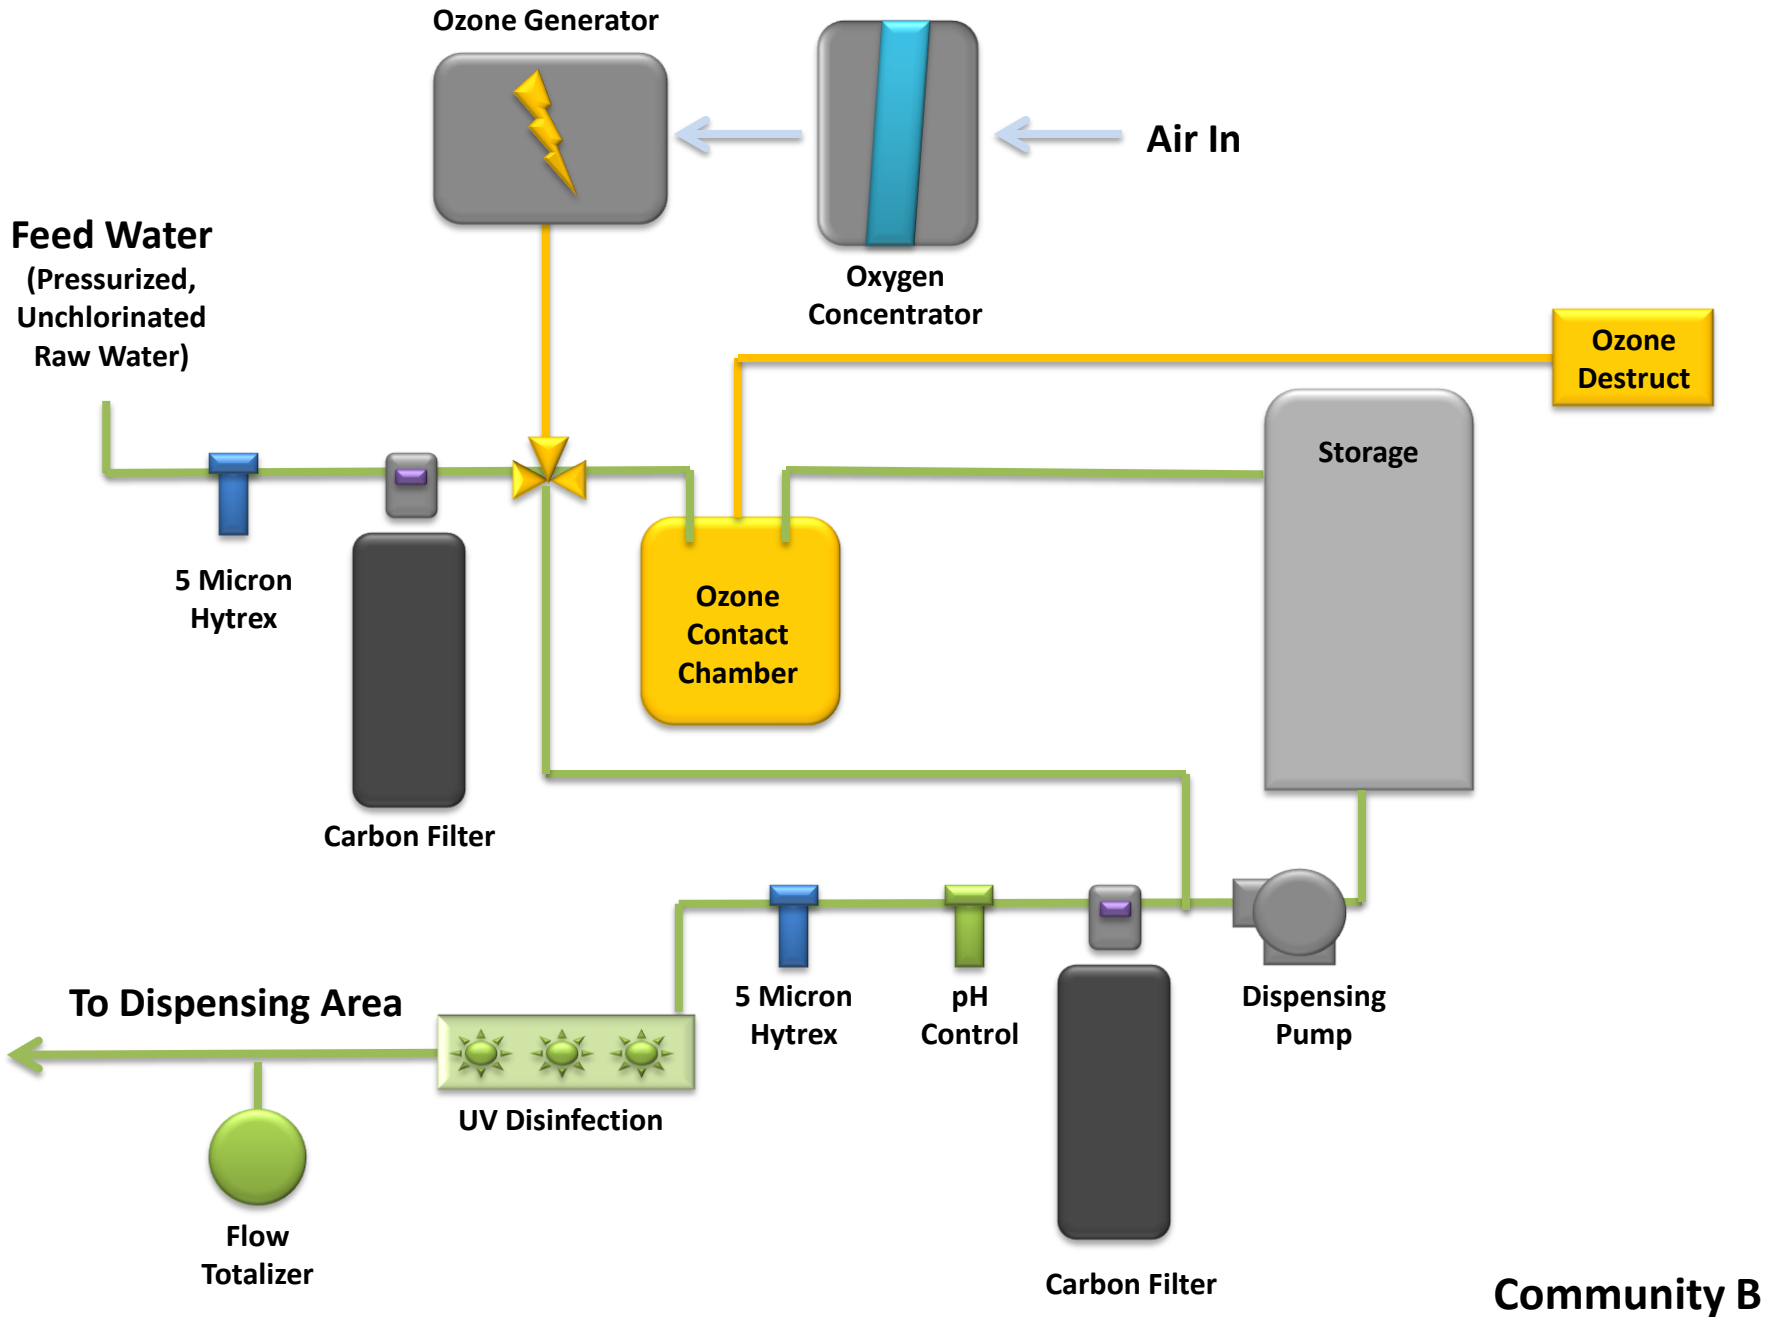 Ozone Generator
Air In
Oxygen
Concentrator
Feed Water
(Pressurized,
Unchlorinated
Raw Water)
Ozone
Destruct
Storage
5 Micron
Hytrex
Carbon Filter
Ozone
Contact
Chamber
To Dispensing Area
UV Disinfection
5 Micron
Hytrex
pH
Control
Dispensing
Pump
Flow
Totalizer
Carbon Filter
Community B